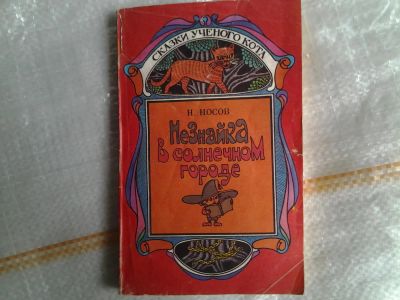 СКАЗКИ УЧЕНОГО КОТА
Н. НОСОВ
Незнайка
в солнечном
городе